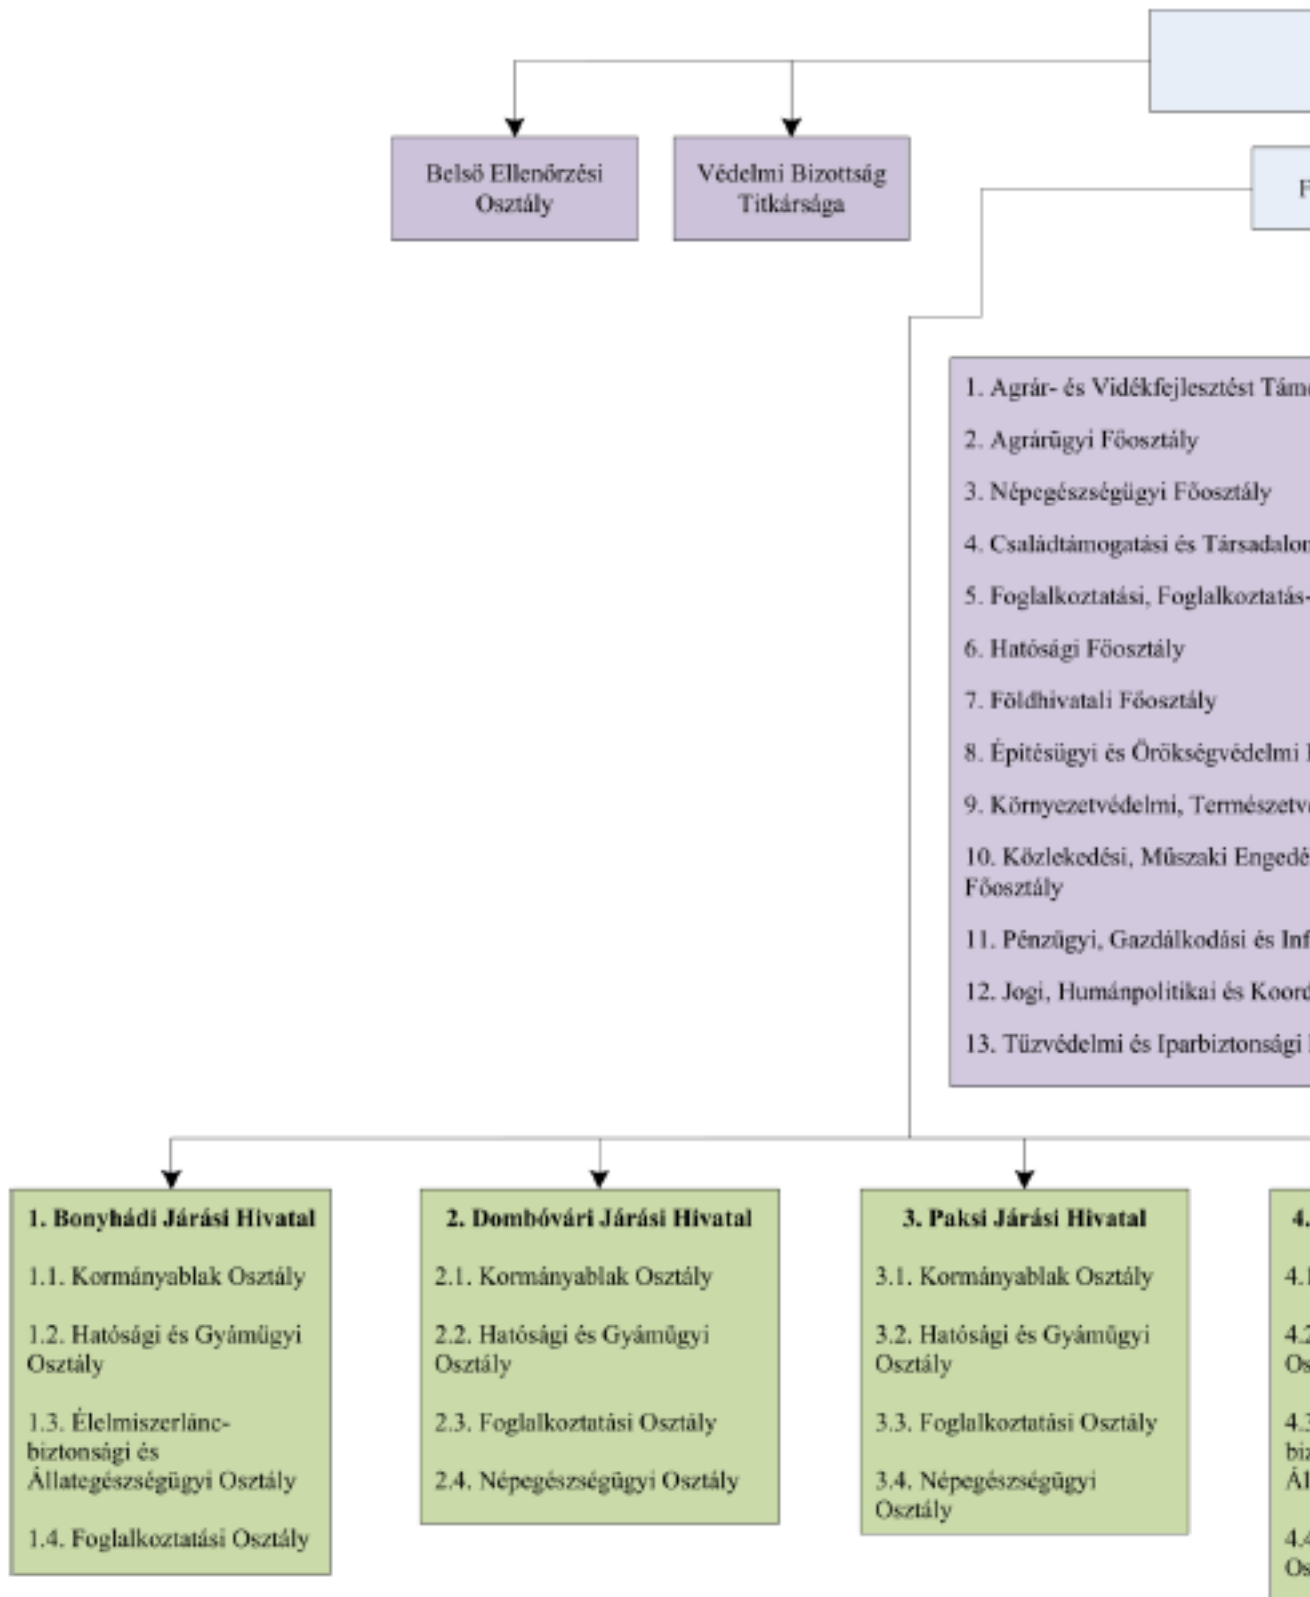 Belső Ellenőrzési
Osztály
Védelmi Bizottság
Titkársága
1. Agrár- és Vidékfejlesztést
2. Agrárügyi Főosztály
3. Népegészségügyi Főosztály
4. Családtámogatási és
5. Foglalkoztatási, Foglalkoztatás-
6. Hatósági Főosztály
7. Földhivatali Főosztály
8. Építésügyi és Örökségvédelmi
9. Környezetvédelmi,
10. Közlekedési, Műszaki
Főosztály
11. Pénzügyi, Gazdálkodási és
12. Jogi, Humánpolitikai és
13. Tűzvédelmi és Iparbiztonsági
1. Bonyhádi Járási Hivatal
1.1. Kormányablak Osztály
1.2. Hatósági és Gyámügyi
Osztály
1.3. Élelmiszerlánc-
biztonsági és
Állategészségügyi Osztály
1.4. Foglalkoztatási Osztály
2. Dombóvári Járási Hivatal
2.1. Kormányablak Osztály
2.2. Hatósági és Gyámügyi
Osztály
2.3. Foglalkoztatási Osztály
2.4. Népegészségügyi Osztály
3. Paksi Járási Hivatal
3.1. Kormányablak Osztály
3.2. Hatósági és Gyámügyi
Osztály
3.3. Foglalkoztatási Osztály
3.4. Népegészségügyi
Osztály
4.